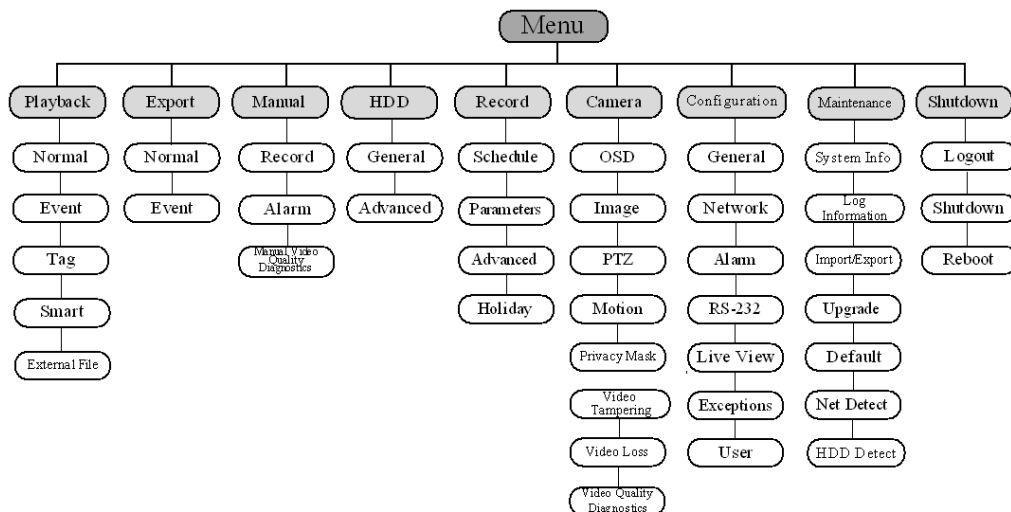 Menu
Playback
Export
Manual
HDD
Record
Camera
Configuration
Maintenance
Shutdown
Normal
Normal
Record
General
Schedule
OSD
General
System Info
Logout
Event
Event
Alarm
Advanced
Parameters
Image
Network
Log
Information
Shutdown
Tag
Manual Video
Quality
Diagnostics
Advanced
PTZ
Alarm
Import/Export
Reboot
Smart
Holiday
Motion
RS-232
Upgrade
External File
Privacy Mask
Live View
Default
Video
Tampering
Exceptions
Net Detect
Video Loss
User
HDD Detect
Video Quality
Diagnostics